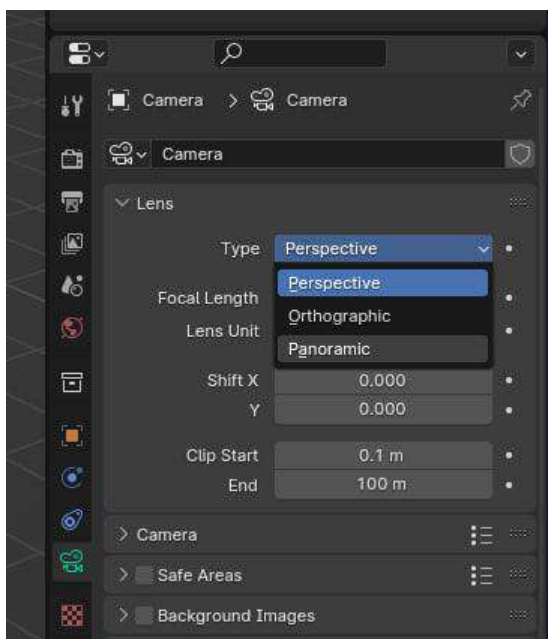 Camera > Camera
Camera
Lens
Type Perspective
Perspective
Focal Length
Orthographic
Lens Unit
Panoramic
Shift X 0.000
Y 0.000
Clip Start 0.1 m
End 100 m
Camera
Safe Areas
Background Images